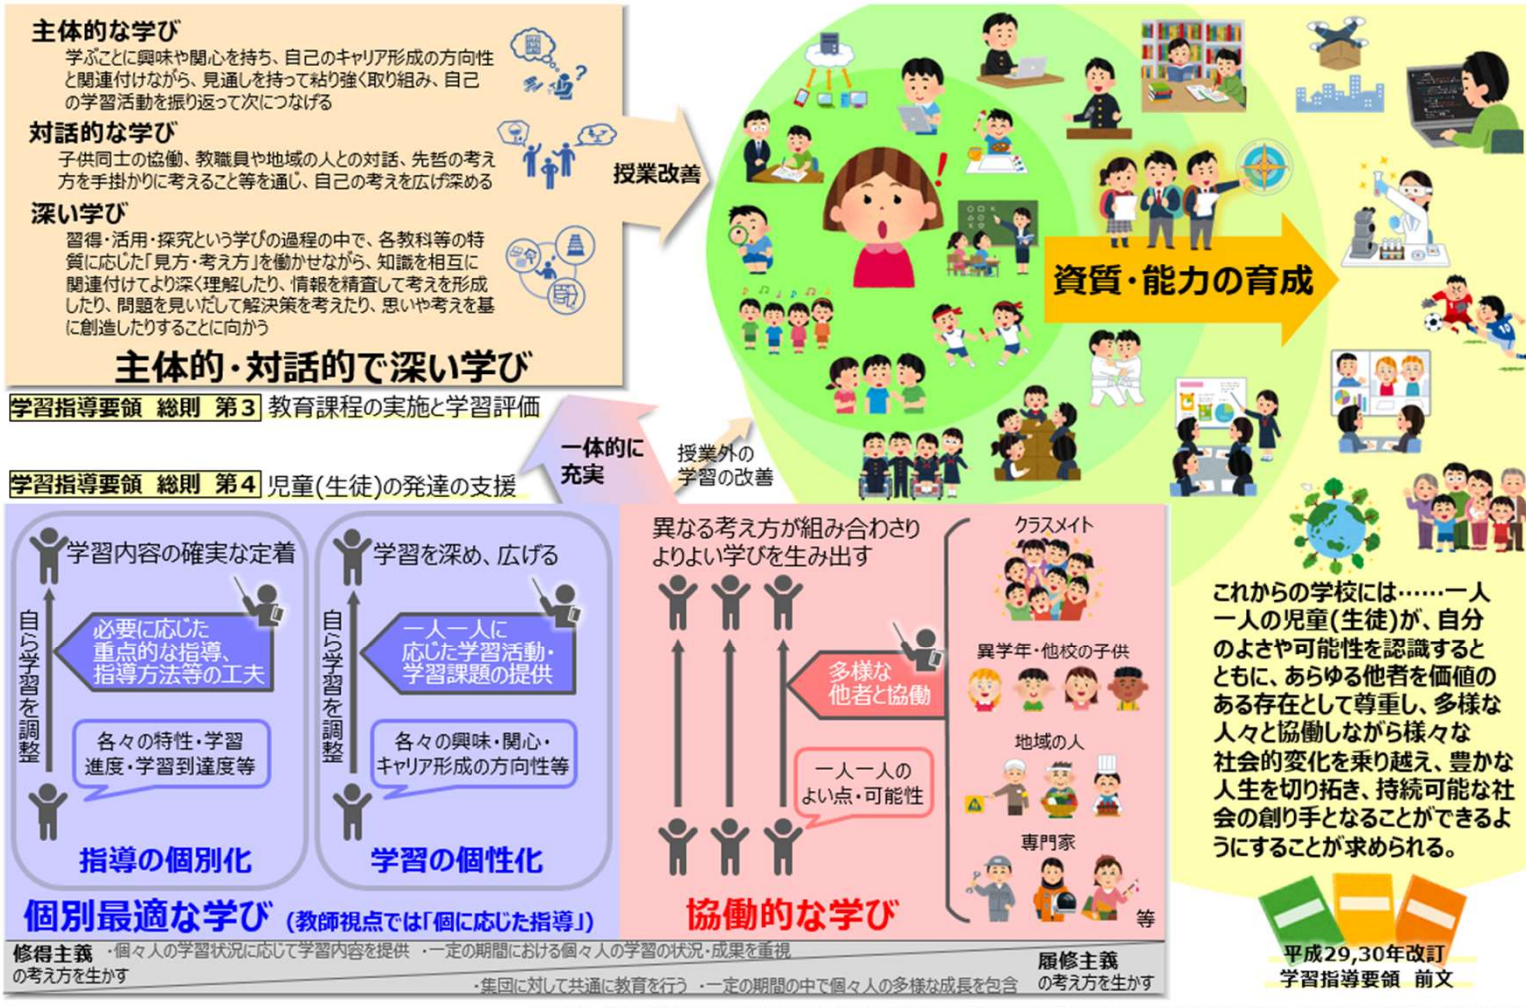 主体的な学び
学ぶことに興味や関心を持ち、自己のキャリア形成の方向性
と関連付けながら、見通しを持って粘り強く取り組み、自己
の学習活動を振り返って次につなげる
対話的な学び
子供同士の協働、教職員や地域の人との対話、先哲の考え
方を手掛かりに考えること等を通じ、自己の考えを広げ深める
深い学び
習得・活用・探究という学びの過程の中で、各教科等の特
質に応じた「見方・考え方」を働かせながら、知識を相互に
関連付けてより深く理解したり、情報を精査して考えを形成
したり、問題を見いだして解決策を考えたり、思いや考えを基
に創造したりすることに向かう
主体的・対話的で深い学び
授業改善
資質・能力の育成
学習指導要領 総則 第3 教育課程の実施と学習評価
一体的に
充実
授業外の
学習の改善
学習指導要領 総則 第4 児童(生徒)の発達の支援
学習内容の確実な定着
自ら学習を調整
必要に応じた
重点的な指導、
指導方法等の工夫
各々の特性・学習
進度・学習到達度等
指導の個別化
学習を深め、広げる
自ら学習を調整
一人一人に
応じた学習活動・
学習課題の提供
各々の興味・関心・
キャリア形成の方向性等
学習の個性化
個別最適な学び (教師視点では「個に応じた指導」)
異なる考え方が組み合わさり
よりよい学びを生み出す
多様な
他者と協働
一人一人の
よい点・可能性
クラスメイト
異学年・他校の子供
地域の人
専門家
等
協働的な学び
修得主義
の考え方を生かす
・個々人の学習状況に応じて学習内容を提供 ・一定の期間における個々人の学習の状況・成果を重視
・集団に対して共通に教育を行う ・一定の期間の中で個々人の多様な成長を包含
履修主義
の考え方を生かす
これからの学校には……一人
一人の児童(生徒)が、自分
のよさや可能性を認識すると
ともに、あらゆる他者を価値の
ある存在として尊重し、多様な
人々と協働しながら様々な
社会的変化を乗り越え、豊かな
人生を切り拓き、持続可能な社
会の創り手となることができるよ
うにすることが求められる。
平成29,30年改訂
学習指導要領 前文